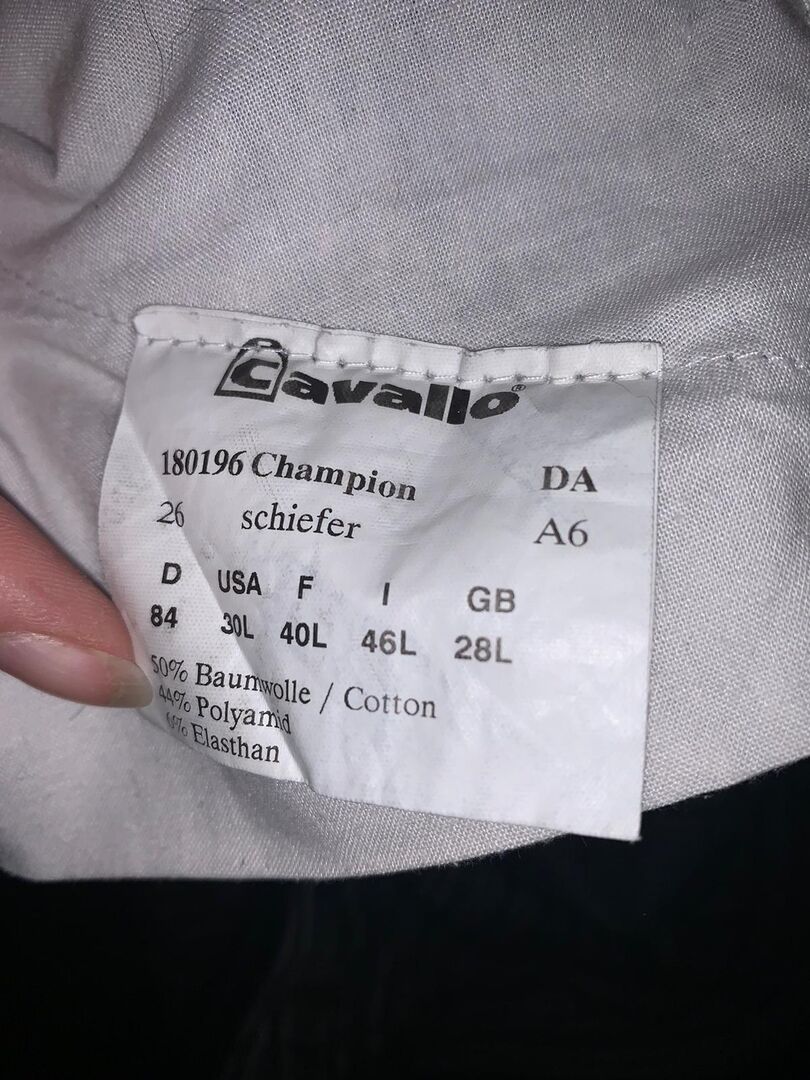 Cavallo®
180196 Champion DA
26 schiefer A6
D USA F I GB
84 30L 40L 46L 28L
50% Baumwolle / Cotton
44% Polyamid
6% Elasthan